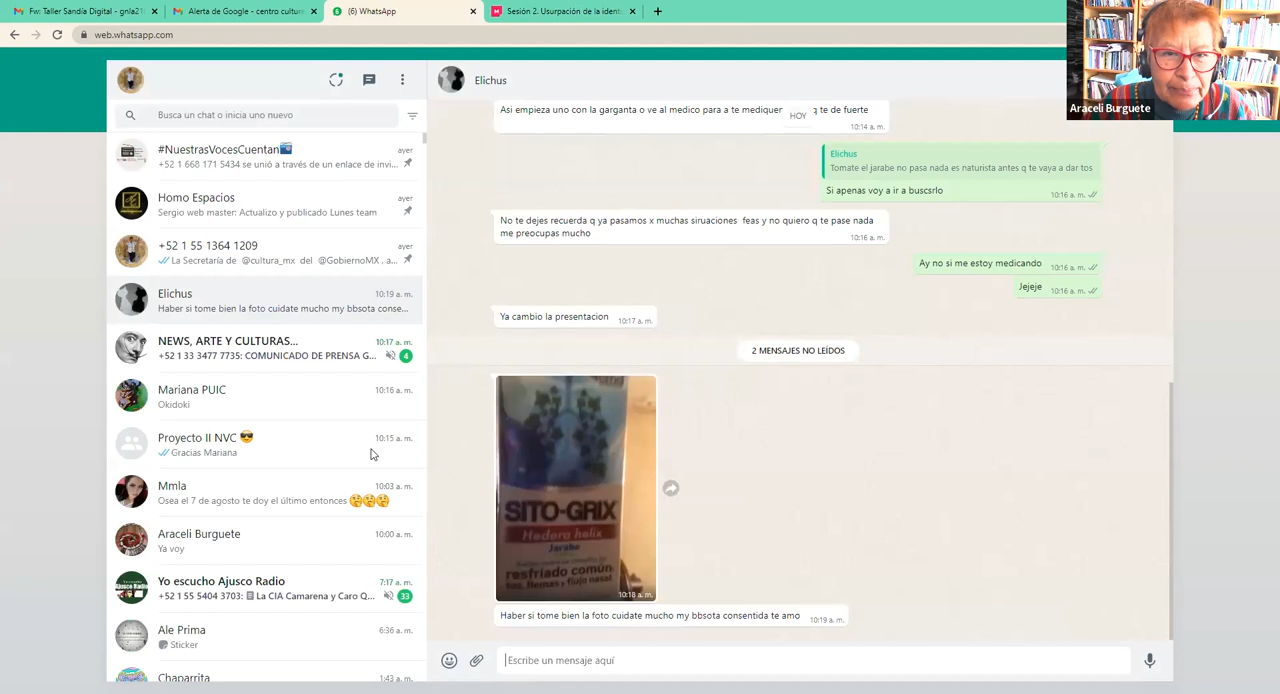 Fw: Taller Sandía Digital - gnla21
Alerta de Google - centro cultura
(6) WhatsApp
Sesión 2. Usurpación de la identi
web.whatsapp.com
Araceli Burguete
Busca un chat o inicia uno nuevo
#NuestrasVocesCuentan
ayer
+52 1 668 171 5434 se unió a través de un enlace de invi...
Homo Espacios
ayer
Sergio web master: Actualizo y publicado Lunes team
+52 1 55 1364 1209
ayer
La Secretaría de @cultura_mx del @GobiernoMX . a...
Elichus
10:19 a. m.
Haber si tome bien la foto cuidate mucho my bbsota conse...
NEWS, ARTE Y CULTURAS...
10:17 a. m.
+52 1 33 3477 7735: COMUNICADO DE PRENSA G...
4
Mariana PUIC
10:16 a. m.
Okidoki
Proyecto II NVC 😎
10:15 a. m.
Gracias Mariana
Mmla
10:03 a. m.
Osea el 7 de agosto te doy el último entonces 🤔🤔🤔
Araceli Burguete
10:00 a. m.
Ya voy
Yo escucho Ajusco Radio
7:17 a. m.
+52 1 55 5404 3703: La CIA Camarena y Caro Q...
33
Ale Prima
6:36 a. m.
Sticker
Chaparrita
1:43 a. m.
Elichus
Asi empieza uno con la garganta o ve al medico para a te mediquer
q te de fuerte
10:14 a. m.
HOY
Elichus
Tomate el jarabe no pasa nada es naturista antes q te vaya a dar tos
Si apenas voy a ir a buscsrlo
10:16 a. m.
No te dejes recuerda q ya pasamos x muchas siruaciones feas y no quiero q te pase nada
me preocupas mucho
10:16 a. m.
Ay no si me estoy medicando
10:16 a. m.
Jejeje
10:16 a. m.
Ya cambio la presentacion
10:17 a. m.
2 MENSAJES NO LEÍDOS
SITO-GRIX
Hedera helix
Jarabe
resfriado común
tos, flemas y flujo nasal
10:18 a. m.
Haber si tome bien la foto cuidate mucho my bbsota consentida te amo
10:19 a. m.
Escribe un mensaje aquí